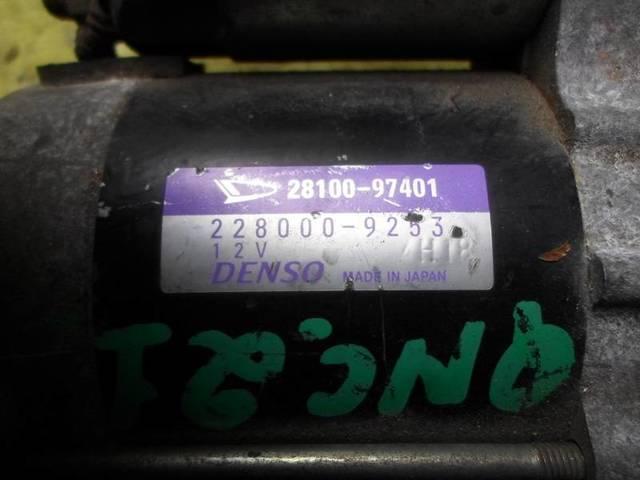 28100-97401
228000-9253
12V
DENSO MADE IN JAPAN